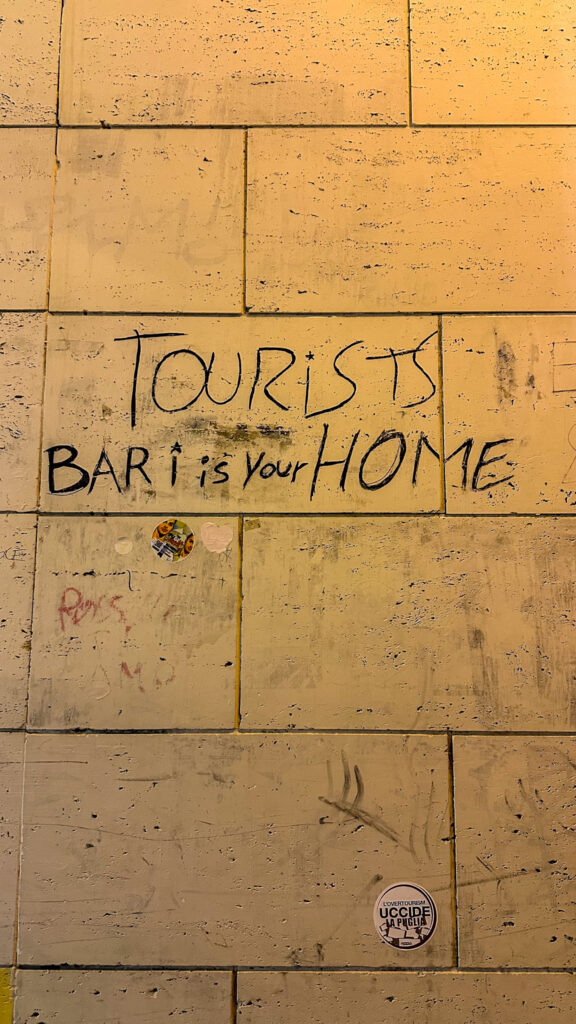 TOURiSTS
BARi is your HOME
L'OVERTOURISM
UCCIDE
LA PUGLIA